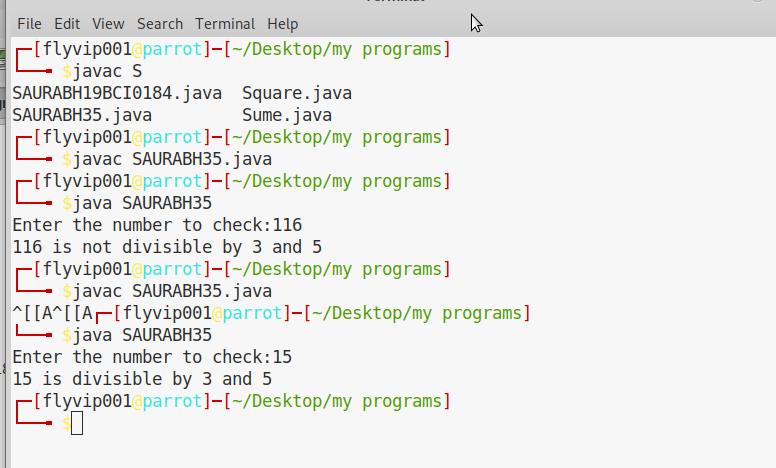 File Edit View Search Terminal Help
[flyvip001@parrot]─[~/Desktop/my programs]
$javac S
SAURABH19BCI0184.java Square.java
SAURABH35.java Sume.java
[flyvip001@parrot]─[~/Desktop/my programs]
$javac SAURABH35.java
[flyvip001@parrot]─[~/Desktop/my programs]
$java SAURABH35
Enter the number to check:116
116 is not divisible by 3 and 5
[flyvip001@parrot]─[~/Desktop/my programs]
$javac SAURABH35.java
^[[A^[[A┌─[flyvip001@parrot]─[~/Desktop/my programs]
$java SAURABH35
Enter the number to check:15
15 is divisible by 3 and 5
[flyvip001@parrot]─[~/Desktop/my programs]
$